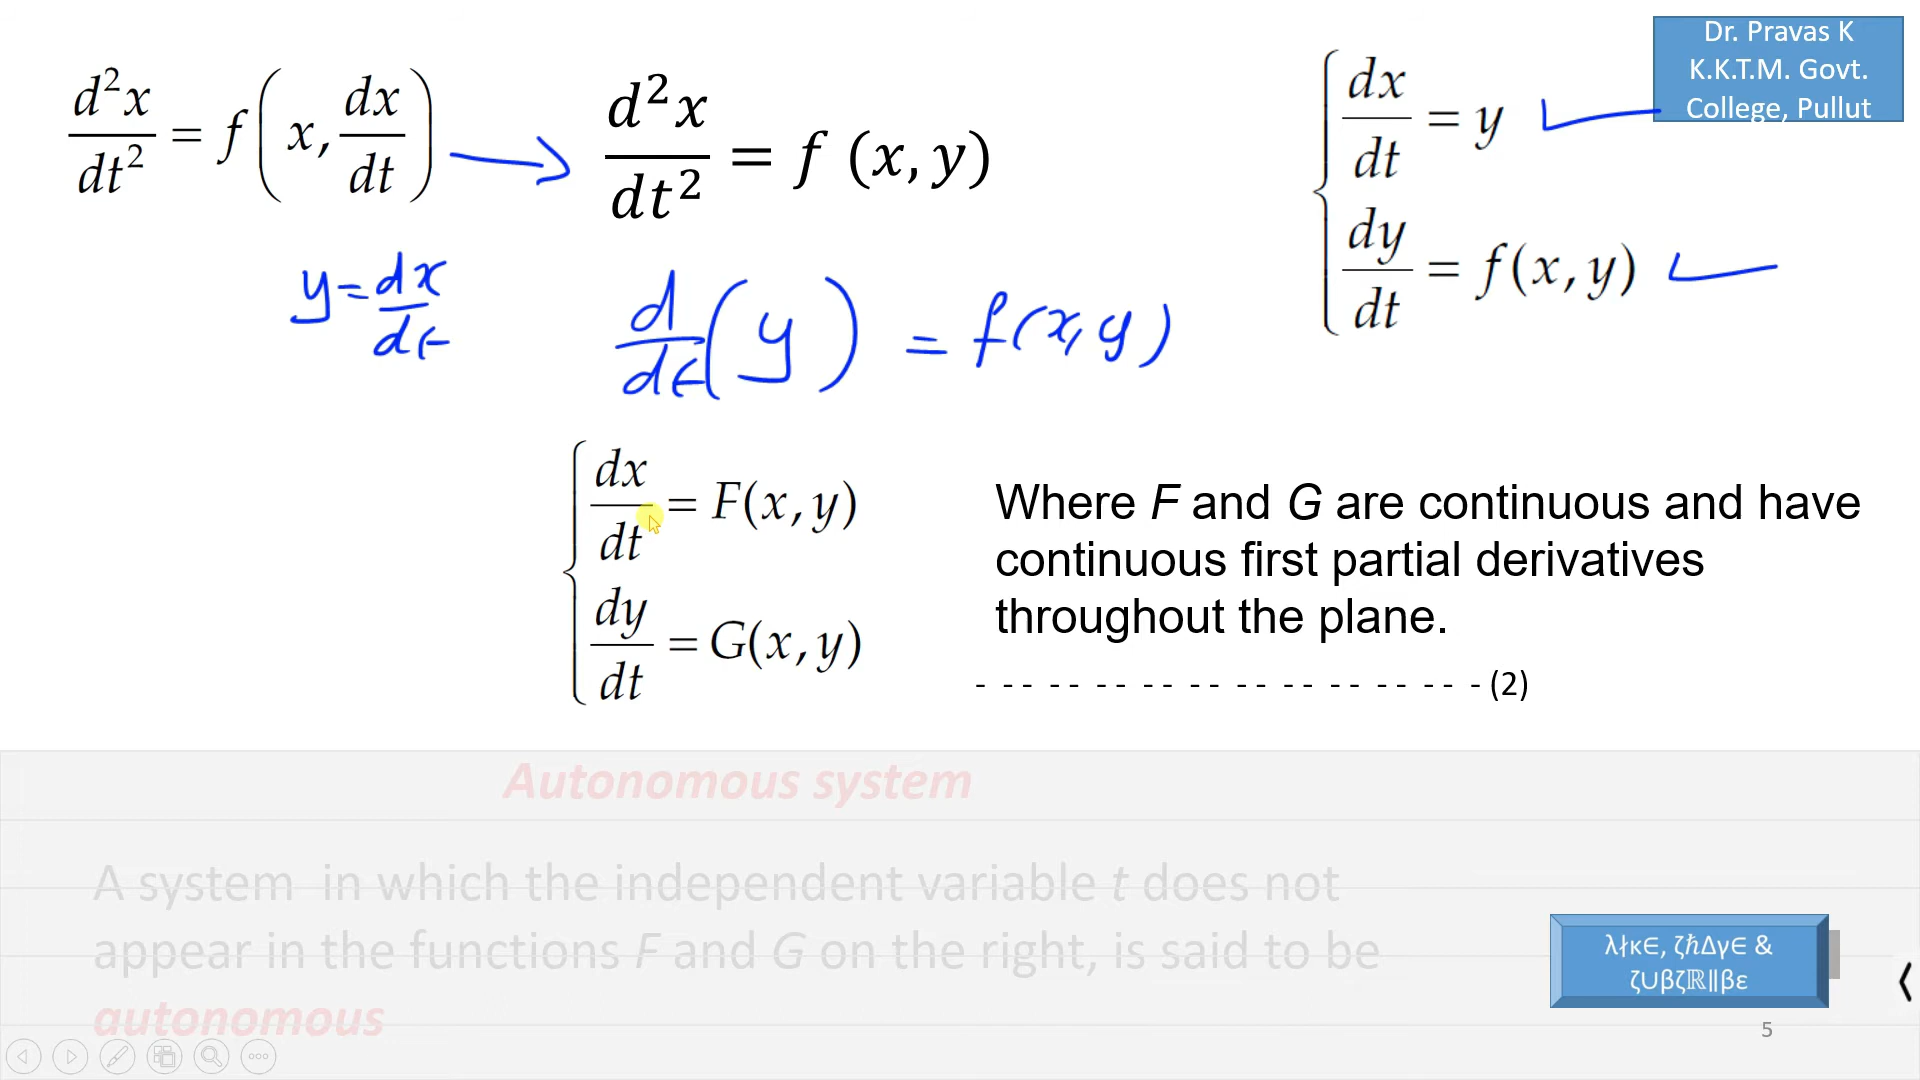 Dr. Pravas K
K.K.T.M. Govt.
College, Pullut
d²x/dt² = f(x, dx/dt)
d²x/dt² = f (x, y)
dx/dt = y
dy/dt = f(x, y)
y = dx/dt
d/dt (y) = f(x, y)
dx/dt = F(x, y)
dy/dt = G(x, y)
Where F and G are continuous and have
continuous first partial derivatives
throughout the plane.
- - - - - - - - - - - - - - - - - - - - - - (2)
Autonomous system
A system in which the independent variable t does not
appear in the functions F and G on the right, is said to be
autonomous
λ∤κ∈, ζℏΔγ∈ &
ζ∪βζℝ∥βε
5